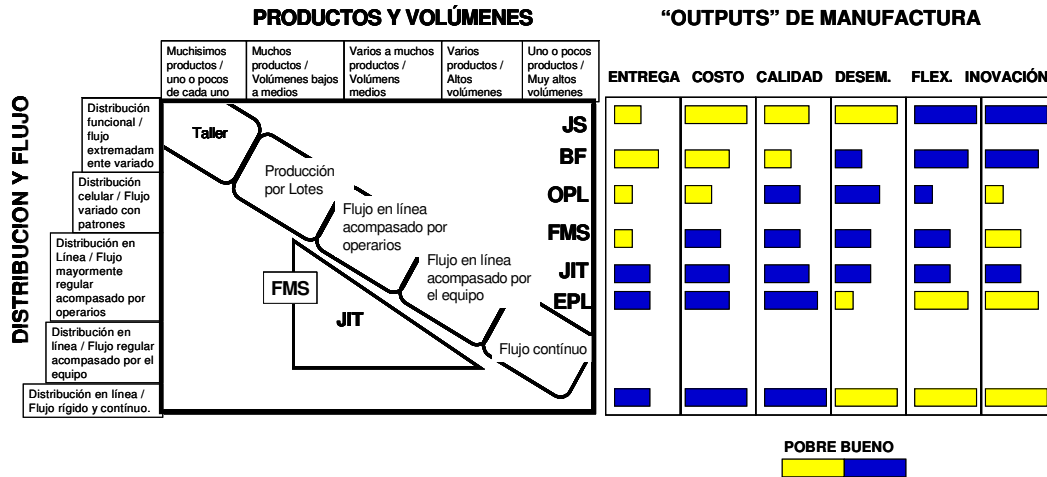 PRODUCTOS Y VOLÚMENES
“OUTPUTS” DE MANUFACTURA
Muchisimos
productos /
uno o pocos
de cada uno
Muchos
productos /
Volúmenes bajos
a medios
Varios a muchos
productos /
Volúmens
medios
Varios
productos /
Altos
volúmenes
Uno o pocos
productos /
Muy altos
volúmenes
ENTREGA
COSTO
CALIDAD
DESEM.
FLEX.
INOVACIÓN
DISTRIBUCION Y FLUJO
Distribución
funcional /
flujo
extremadam
ente variado
Distribución
celular / Flujo
variado con
patrones
Distribución en
Línea / Flujo
mayormente
regular
acompasado por
operarios
Distribución en
línea / Flujo regular
acompasado por el
equipo
Distribución en línea /
Flujo rígido y contínuo.
Taller
Producción
por Lotes
Flujo en línea
acompasado por
operarios
Flujo en línea
acompasado por
el equipo
Flujo contínuo
FMS
JIT
JS
BF
OPL
FMS
JIT
EPL
POBRE BUENO